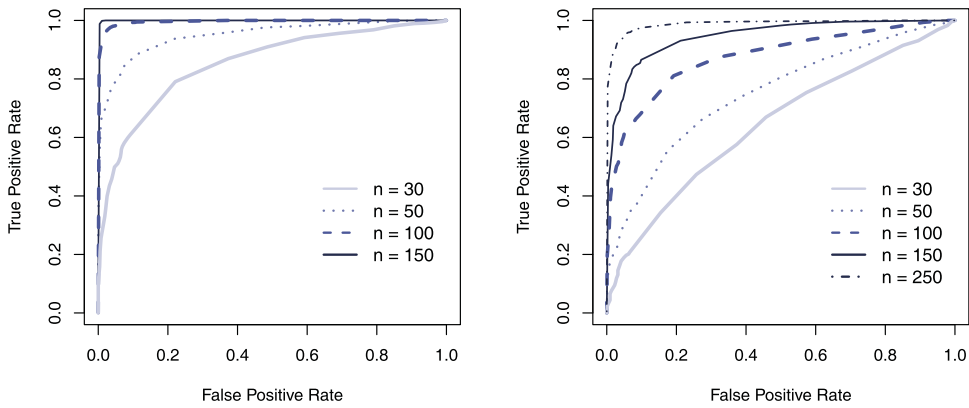 True Positive Rate
1.0
0.8
0.6
0.4
0.2
0.0
n = 30
n = 50
n = 100
n = 150
0.0 0.2 0.4 0.6 0.8 1.0
False Positive Rate
True Positive Rate
1.0
0.8
0.6
0.4
0.2
0.0
n = 30
n = 50
n = 100
n = 150
n = 250
0.0 0.2 0.4 0.6 0.8 1.0
False Positive Rate